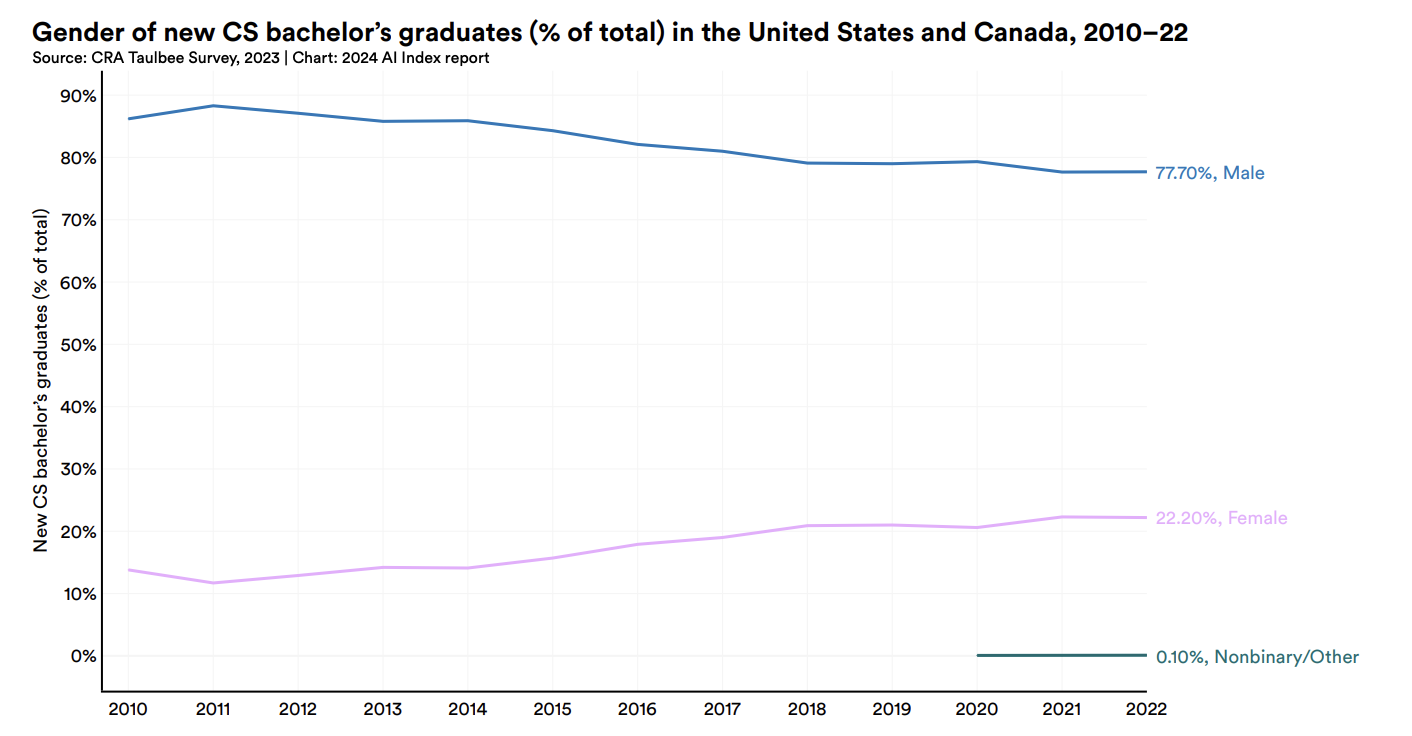 Gender of new CS bachelor’s graduates (% of total) in the United States and Canada, 2010–22
Source: CRA Taulbee Survey, 2023 | Chart: 2024 AI Index report
New CS bachelor’s graduates (% of total)
90%
80%
70%
60%
50%
40%
30%
20%
10%
0%
77.70%, Male
22.20%, Female
0.10%, Nonbinary/Other
2010 2011 2012 2013 2014 2015 2016 2017 2018 2019 2020 2021 2022